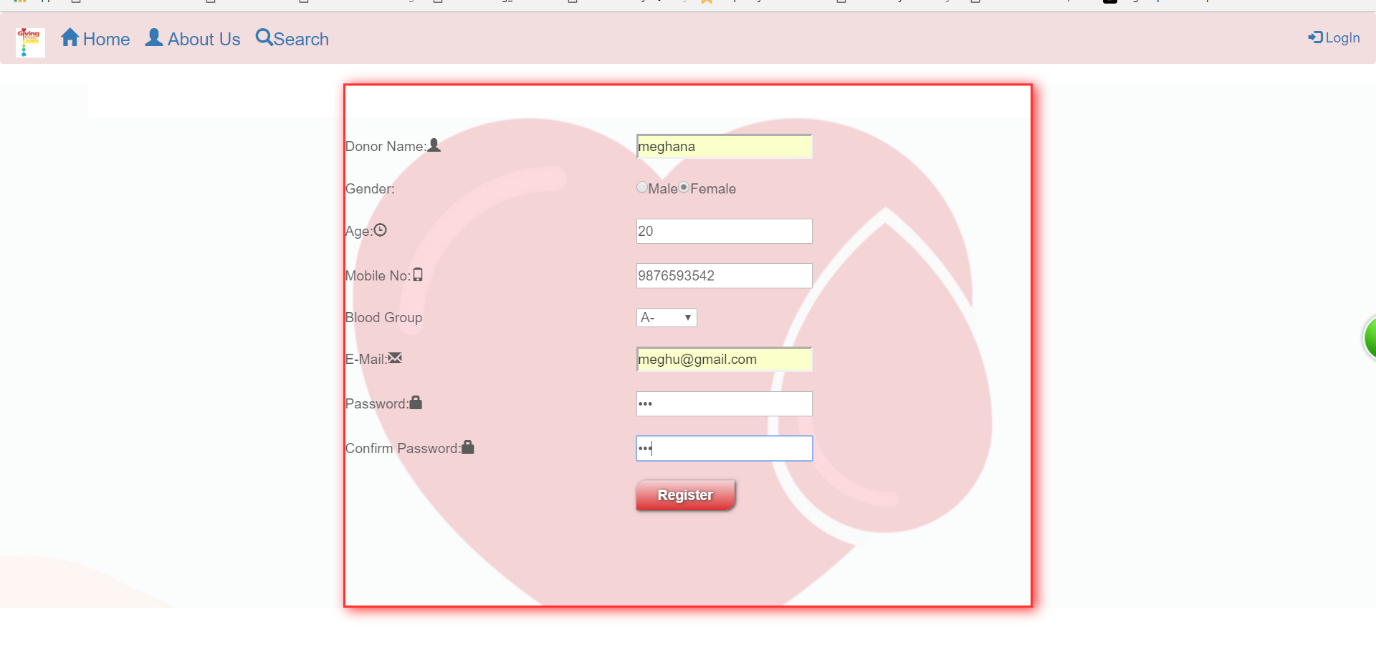 Giving
Home About Us Search LogIn
Donor Name: meghana
Gender: Male Female
Age: 20
Mobile No: 9876593542
Blood Group A-
E-Mail: meghu@gmail.com
Password: •••
Confirm Password: •••
Register